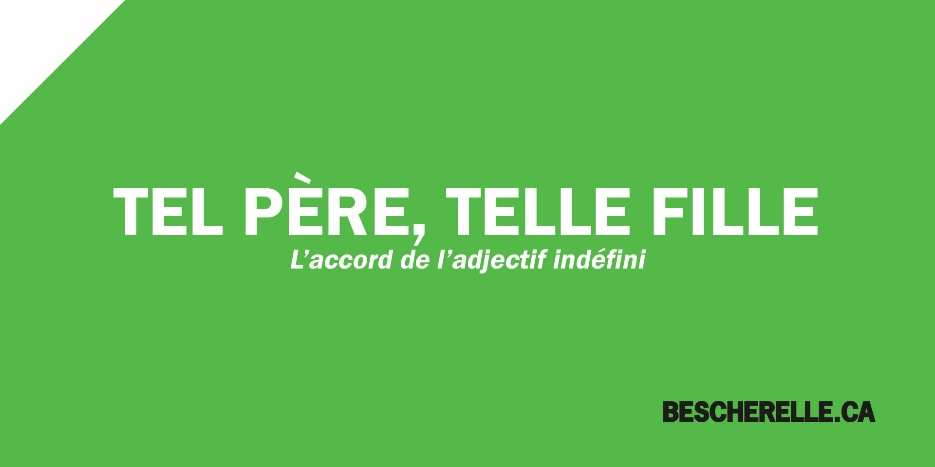 TEL PÈRE, TELLE FILLE
L'accord de l'adjectif indéfini
BESCHERELLE.CA